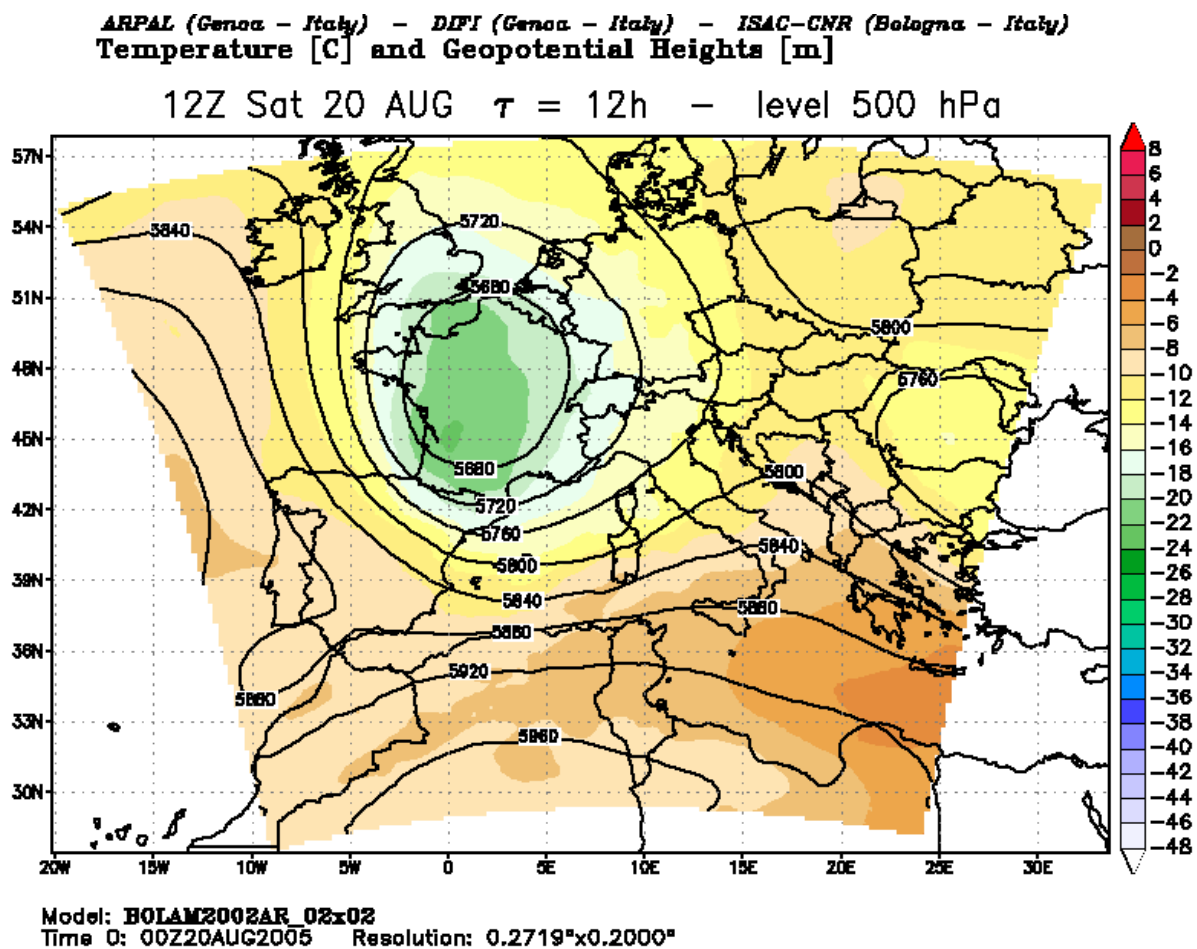 ARPAL (Genoa - Italy) - DIFI (Genoa - Italy) - ISAC-CNR (Bologna - Italy)
Temperature [C] and Geopotential Heights [m]
12Z Sat 20 AUG τ = 12h - level 500 hPa
57N
54N
51N
48N
45N
42N
39N
36N
33N
30N
20W 15W 10W 5W 0 5E 10E 15E 20E 25E 30E
5840
5720
5680
5800
5760
5680
5800
5720
5760
5840
5800
5840
5880
5880
5920
5880
5960
8
6
4
2
0
-2
-4
-6
-8
-10
-12
-14
-16
-18
-20
-22
-24
-26
-28
-30
-32
-34
-36
-38
-40
-42
-44
-46
-48
Model: BOLAM2002AR_02x02
Time 0: 00Z20AUG2005 Resolution: 0.2719°x0.2000°